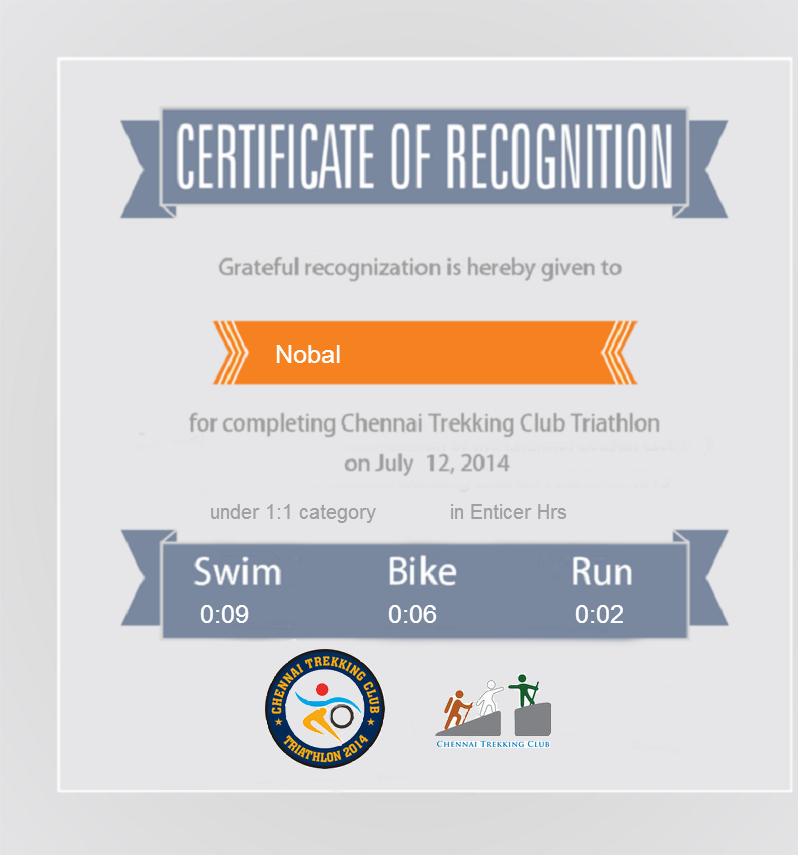 CERTIFICATE OF RECOGNITION
Grateful recognization is hereby given to
Nobal
for completing Chennai Trekking Club Triathlon
on July 12, 2014
under 1:1 category in Enticer Hrs
Swim Bike Run
0:09 0:06 0:02
CHENNAI TREKKING CLUB
TRIATHLON 2014
CHENNAI TREKKING CLUB